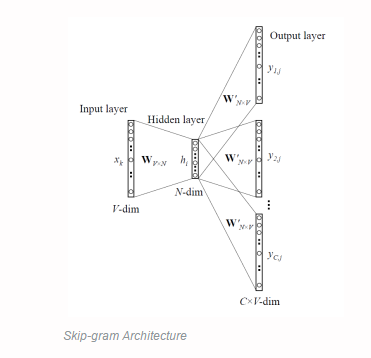 Output layer
y1,j
W'N×V
Input layer
Hidden layer
xk
WV×N
hi
W'N×V
y2,j
N-dim
V-dim
W'N×V
yC,j
C×V-dim
Skip-gram Architecture